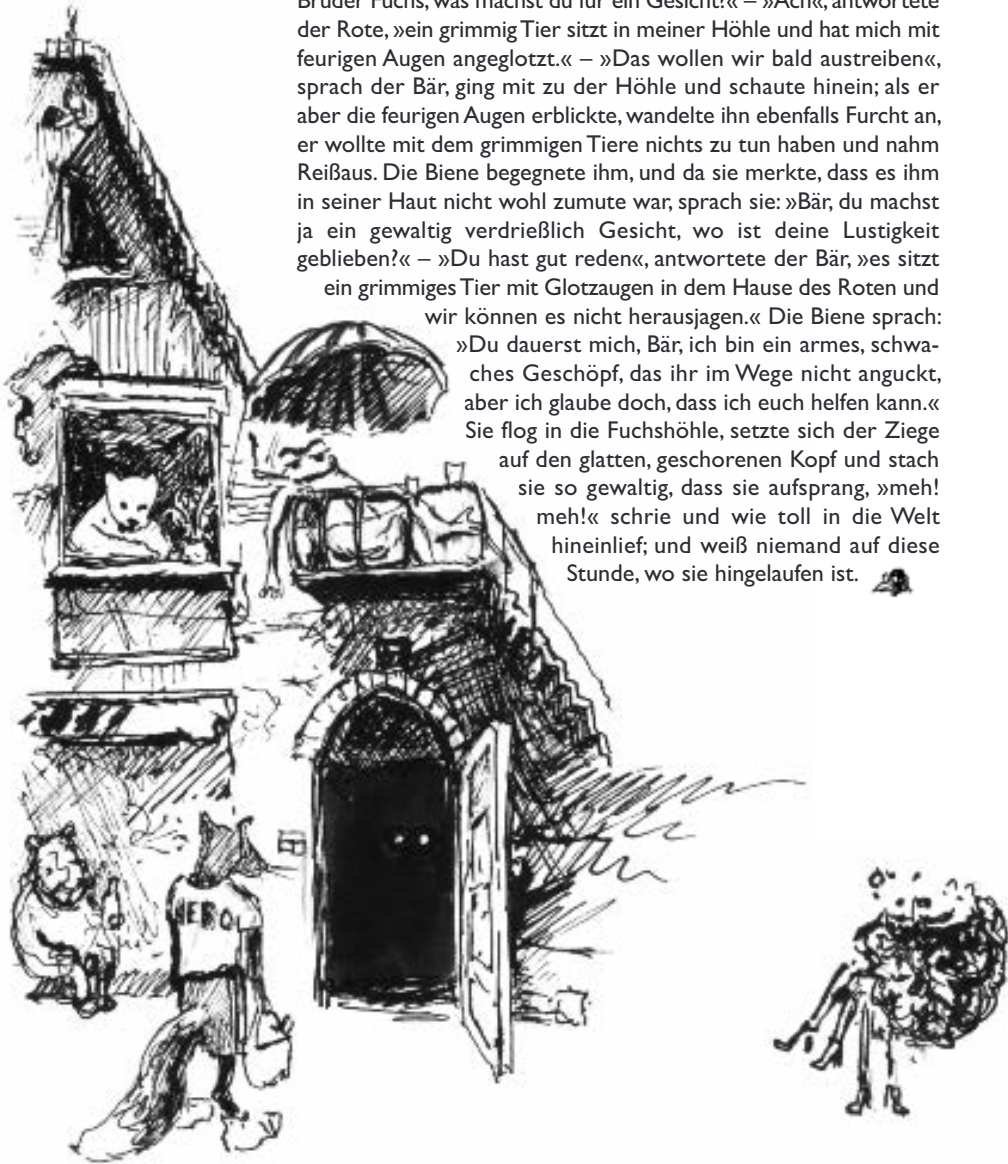 Bruder Fuchs, was machst du für ein Gesicht?« – »Ach«, antwortete
der Rote, »ein grimmig Tier sitzt in meiner Höhle und hat mich mit
feurigen Augen angeglotzt.« – »Das wollen wir bald austreiben«,
sprach der Bär, ging mit zu der Höhle und schaute hinein; als er
aber die feurigen Augen erblickte, wandelte ihn ebenfalls Furcht an,
er wollte mit dem grimmigen Tiere nichts zu tun haben und nahm
Reißaus. Die Biene begegnete ihm, und da sie merkte, dass es ihm
in seiner Haut nicht wohl zumute war, sprach sie: »Bär, du machst
ja ein gewaltig verdrießlich Gesicht, wo ist deine Lustigkeit
geblieben?« – »Du hast gut reden«, antwortete der Bär, »es sitzt
ein grimmiges Tier mit Glotzaugen in dem Hause des Roten und
wir können es nicht herausjagen.« Die Biene sprach:
»Du dauerst mich, Bär, ich bin ein armes, schwa-
ches Geschöpf, das ihr im Wege nicht anguckt,
aber ich glaube doch, dass ich euch helfen kann.«
Sie flog in die Fuchshöhle, setzte sich der Ziege
auf den glatten, geschorenen Kopf und stach
sie so gewaltig, dass sie aufsprang, »meh!
meh!« schrie und wie toll in die Welt
hineinlief; und weiß niemand auf diese
Stunde, wo sie hingelaufen ist.
HERO